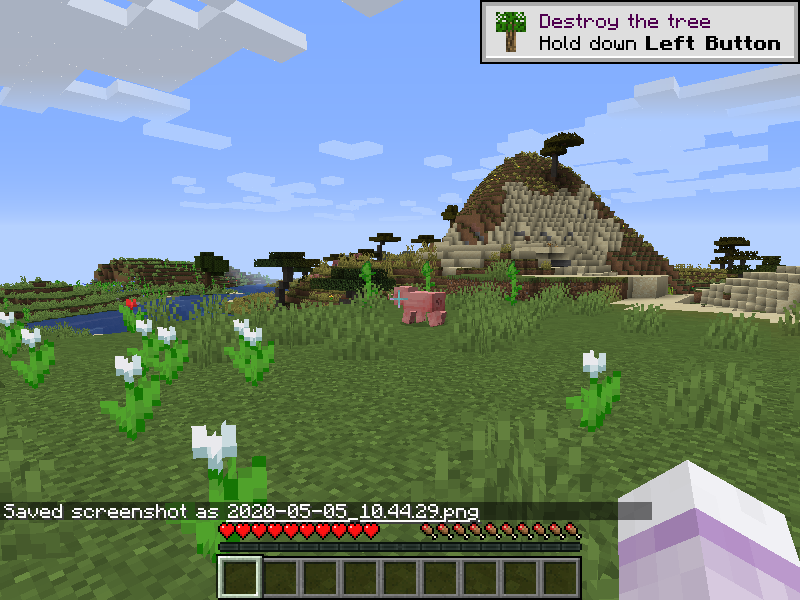 Destroy the tree
Hold down Left Button
Saved screenshot as 2020-05-05_10.44.29.png